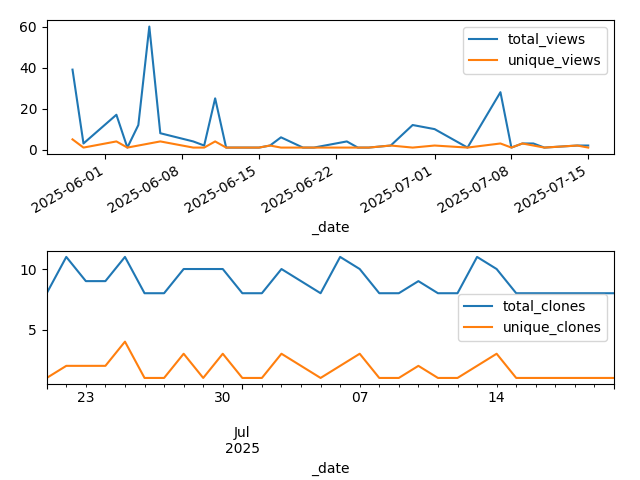 60
40
20
0
total_views
unique_views
2025-06-01
2025-06-08
2025-06-15
2025-06-22
2025-07-01
2025-07-08
2025-07-15
_date
10
5
total_clones
unique_clones
23
30
07
14
Jul
2025
_date